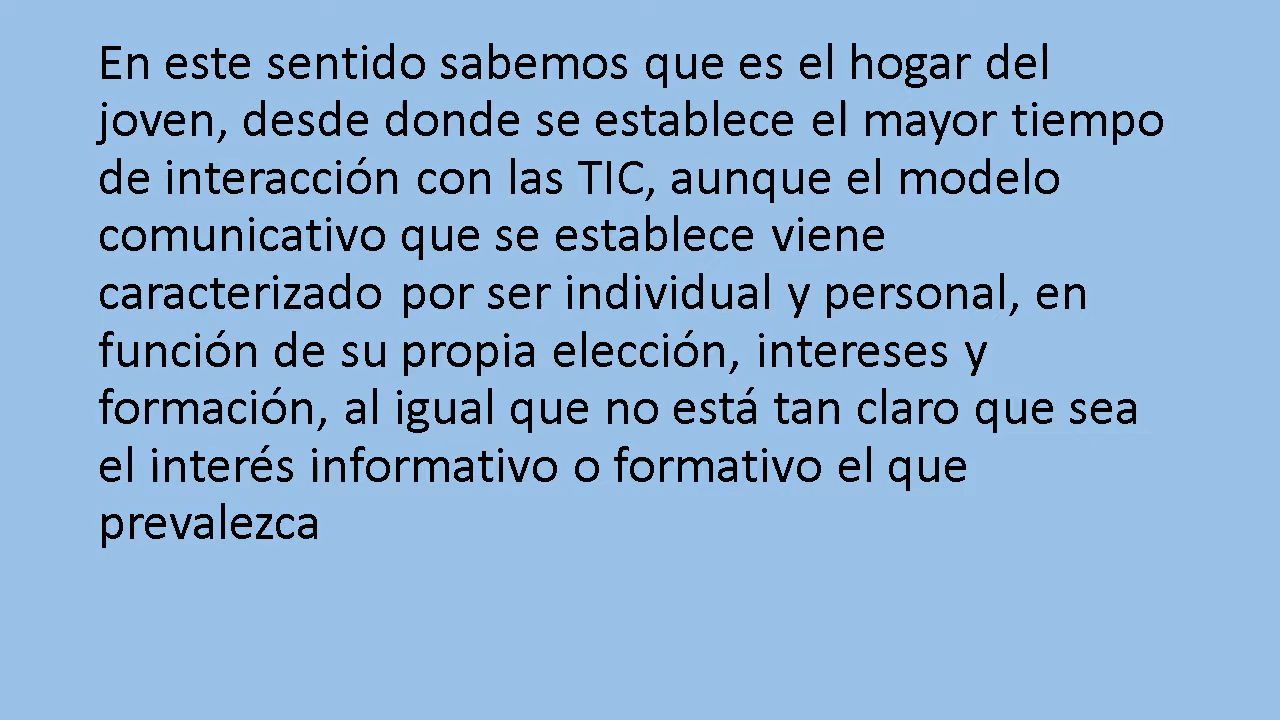 En este sentido sabemos que es el hogar del
joven, desde donde se establece el mayor tiempo
de interacción con las TIC, aunque el modelo
comunicativo que se establece viene
caracterizado por ser individual y personal, en
función de su propia elección, intereses y
formación, al igual que no está tan claro que sea
el interés informativo o formativo el que
prevalezca